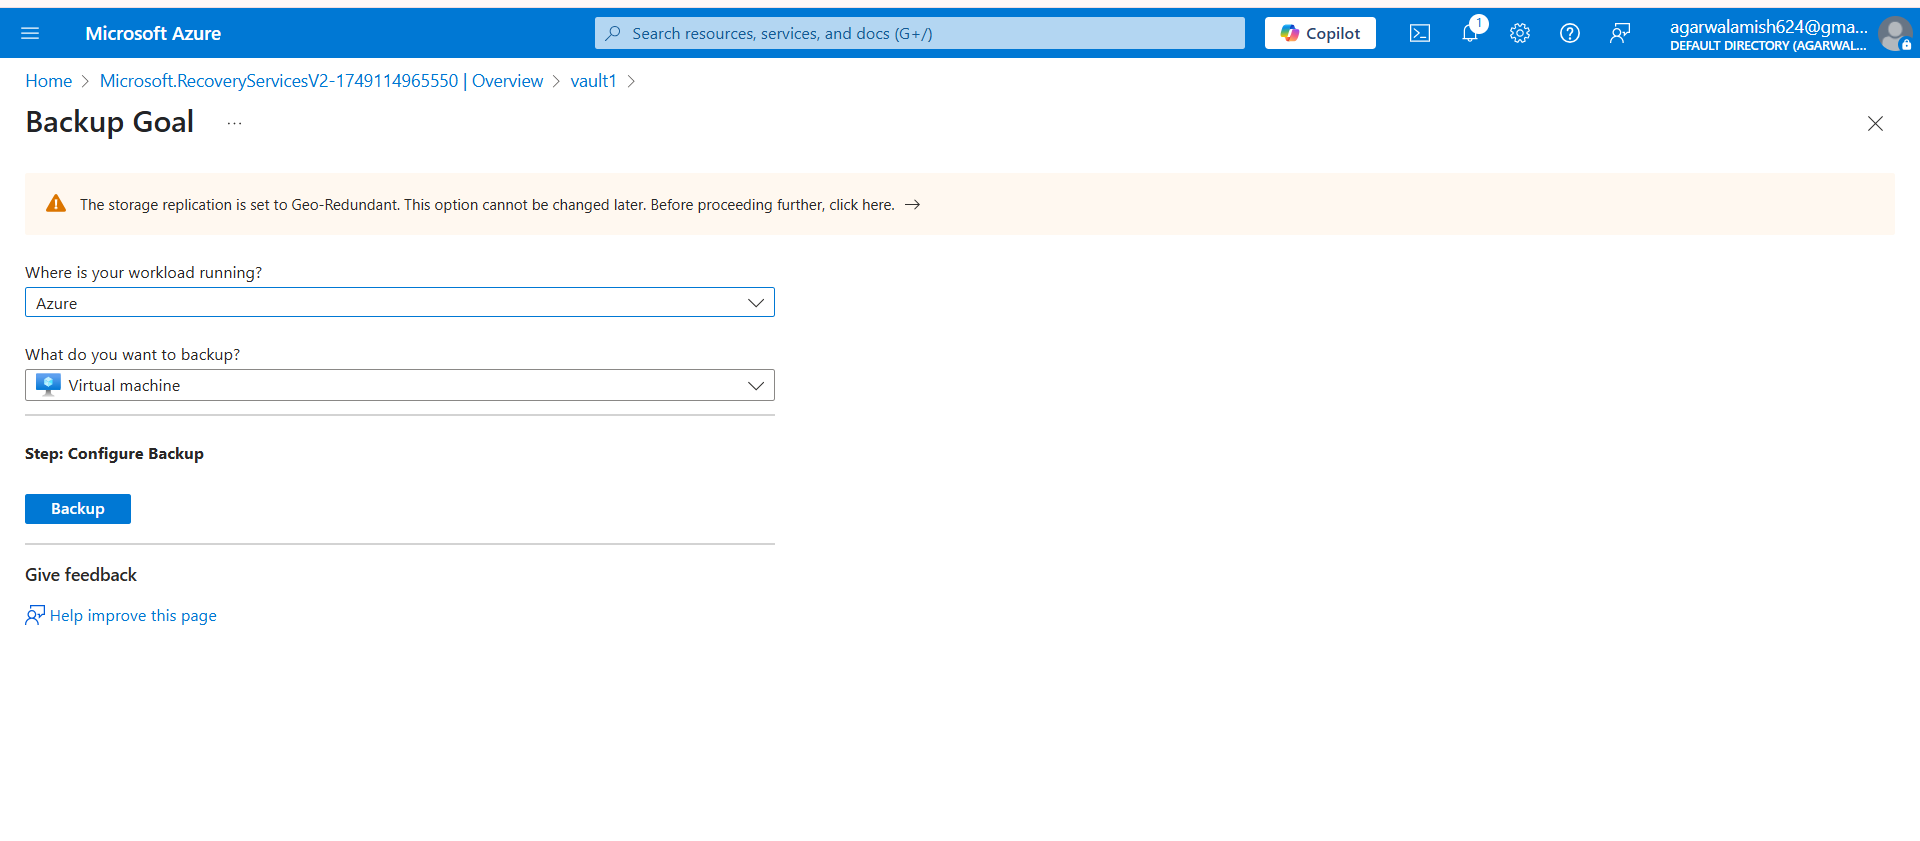 Microsoft Azure
Search resources, services, and docs (G+/)
Copilot
1
agarwalamish624@gma...
DEFAULT DIRECTORY (AGARWAL...
Home > Microsoft.RecoveryServicesV2-1749114965550 | Overview > vault1 >
Backup Goal ...
The storage replication is set to Geo-Redundant. This option cannot be changed later. Before proceeding further, click here. →
Where is your workload running?
Azure
What do you want to backup?
Virtual machine
Step: Configure Backup
Backup
Give feedback
Help improve this page